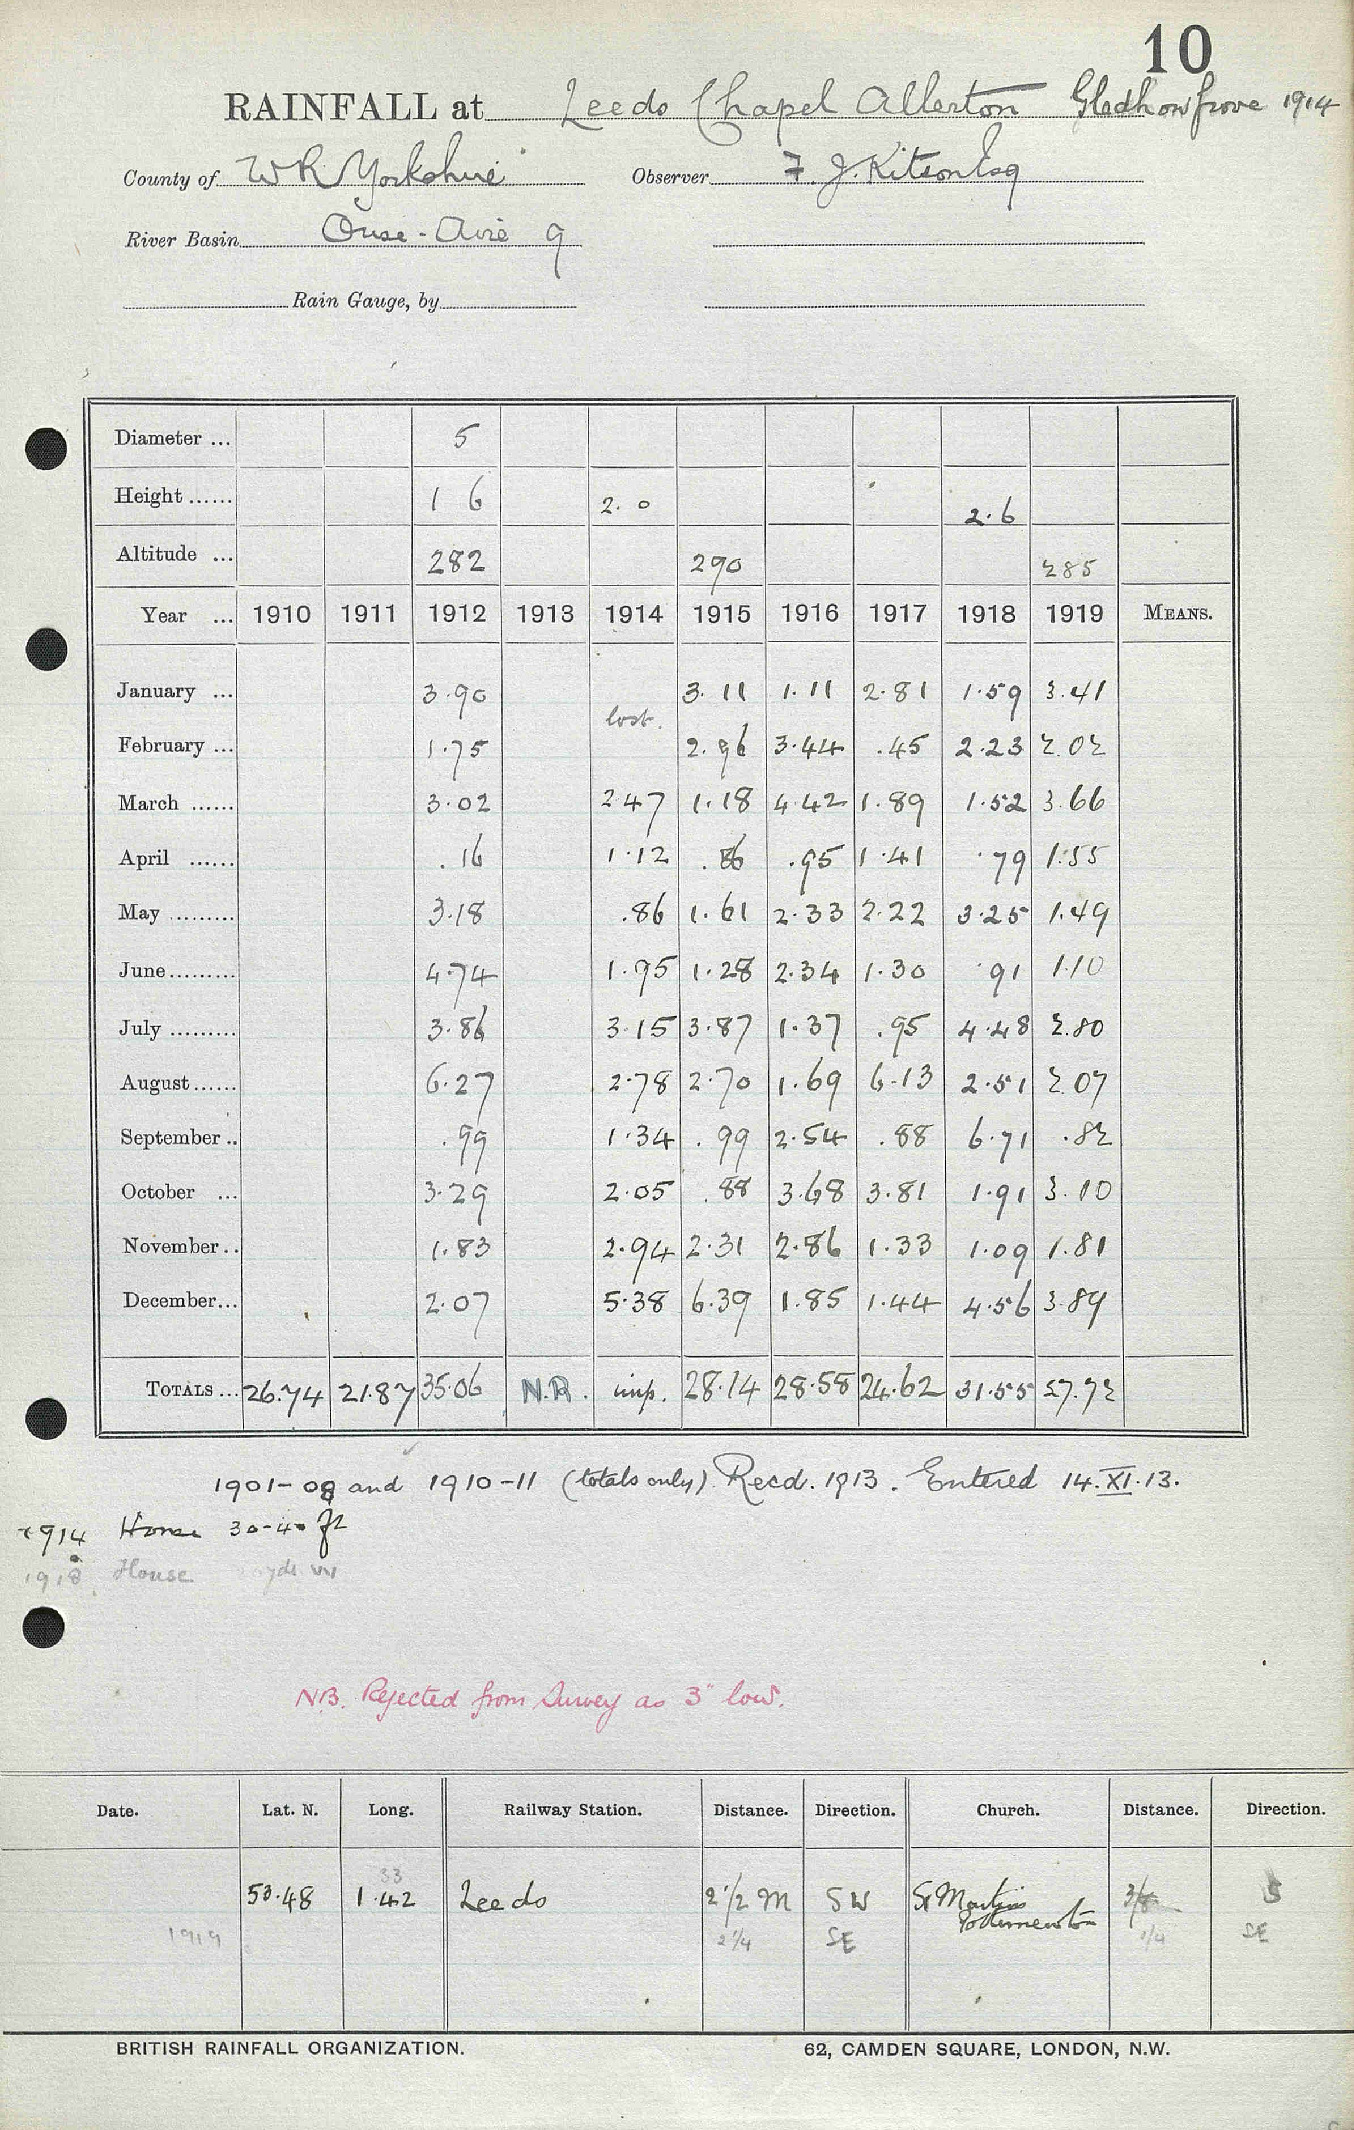 10
RAINFALL at Leeds Chapel Allerton Gledhow Grove 1914
County of W R Yorkshire Observer F. J. Kitson Esq
River Basin Ouse - Aire 9
Rain Gauge, by
Diameter ... 5
Height ...... 1 6 2. 0 2.6
Altitude ... 282 290 285
Year ... 1910 1911 1912 1913 1914 1915 1916 1917 1918 1919 MEANS.
January ... 3.90 3.11 1.11 2.81 1.59 3.41
lost.
February ... 1.75 2.96 3.44 .45 2.23 2.02
March ...... 3.02 2.47 1.18 4.42 1.89 1.52 3.66
April ...... .16 1.12 .86 .95 1.41 .79 1.55
May ......... 3.18 .86 1.61 2.33 2.22 3.25 1.49
June......... 4.74 1.95 1.28 2.34 1.30 .91 1.10
July ......... 3.86 3.15 3.87 1.37 .95 4.48 2.80
August...... 6.27 2.78 2.70 1.69 6.13 2.51 2.07
September .. .99 1.34 .99 2.54 .88 6.71 .82
October ... 3.29 2.05 .88 3.68 3.81 1.91 3.10
November.. 1.83 2.94 2.31 2.86 1.33 1.09 1.81
December... 2.07 5.38 6.39 1.85 1.44 4.56 3.89
TOTALS ... 26.74 21.87 35.06 N.R. imp. 28.14 28.58 24.62 31.55 27.72
1901-08 and 1910-11 (totals only) Recd. 1913. Entered 14.XI.13.
1914 House 30-40 ft
1918. House yds W
NB. Rejected from Survey as 3" low.
Date. Lat. N. Long. Railway Station. Distance. Direction. Church. Distance. Direction.
33
53.48 1.42 Leeds 2 1/2 M SW St Martins 3/8 S
Potternewton
1919 2 1/4 SE 1/4 SE
BRITISH RAINFALL ORGANIZATION. 62, CAMDEN SQUARE, LONDON, N.W.